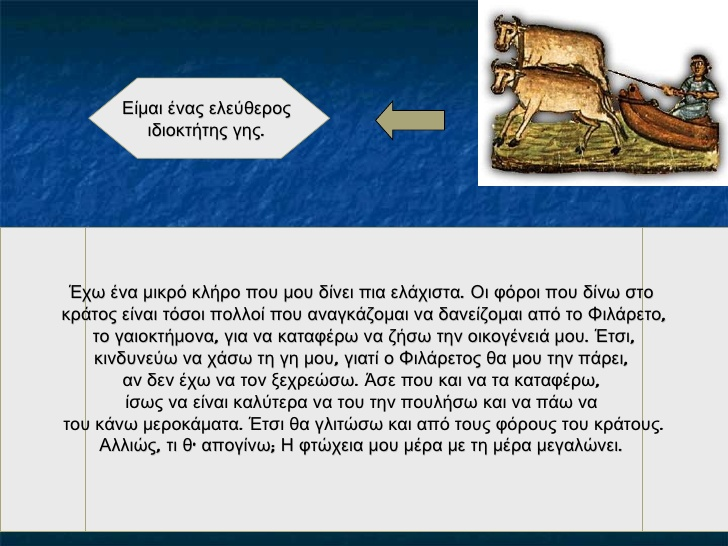 Είμαι ένας ελεύθερος
ιδιοκτήτης γης.
Έχω ένα μικρό κλήρο που μου δίνει πια ελάχιστα. Οι φόροι που δίνω στο
κράτος είναι τόσοι πολλοί που αναγκάζομαι να δανείζομαι από το Φιλάρετο,
το γαιοκτήμονα, για να καταφέρω να ζήσω την οικογένειά μου. Έτσι,
κινδυνεύω να χάσω τη γη μου, γιατί ο Φιλάρετος θα μου την πάρει,
αν δεν έχω να τον ξεχρεώσω. Άσε που και να τα καταφέρω,
ίσως να είναι καλύτερα να του την πουλήσω και να πάω να
του κάνω μεροκάματα. Έτσι θα γλιτώσω και από τους φόρους του κράτους.
Αλλιώς, τι θ' απογίνω; Η φτώχεια μου μέρα με τη μέρα μεγαλώνει.